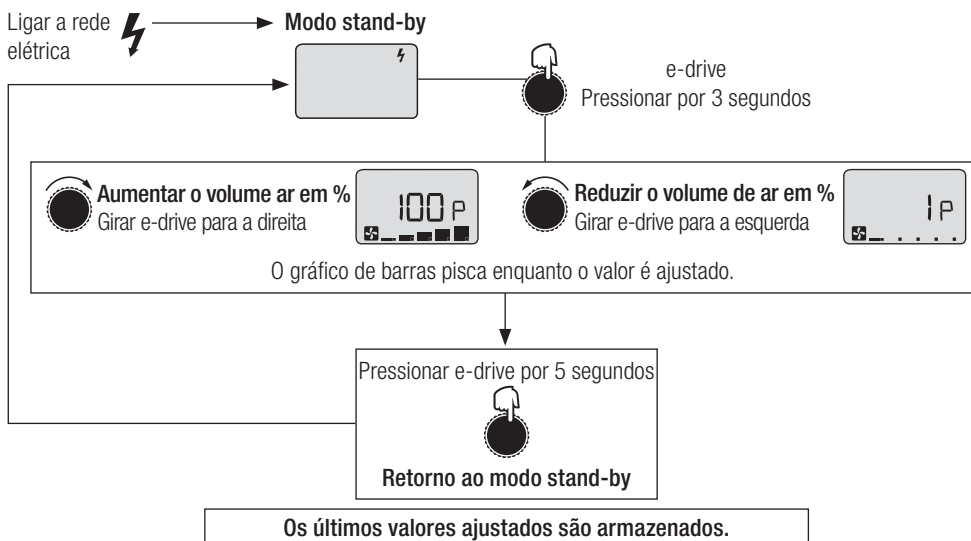 Ligar a rede
elétrica
Modo stand-by
e-drive
Pressionar por 3 segundos
Aumentar o volume ar em %
Girar e-drive para a direita
100 P
Reduzir o volume de ar em %
Girar e-drive para a esquerda
1 P
O gráfico de barras pisca enquanto o valor é ajustado.
Pressionar e-drive por 5 segundos
Retorno ao modo stand-by
Os últimos valores ajustados são armazenados.